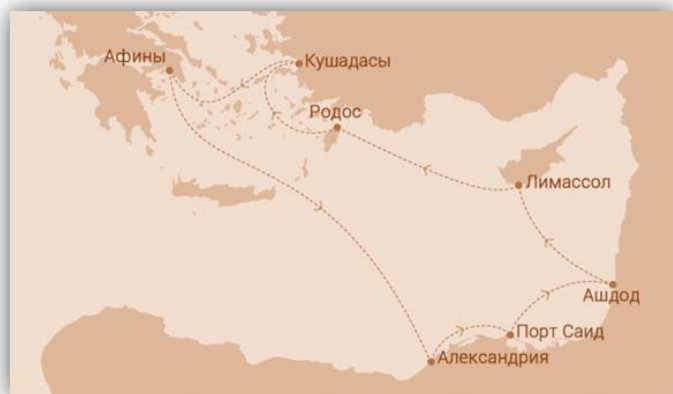 Афины
Кушадасы
Родос
Лимассол
Ашдод
Порт Саид
Александрия